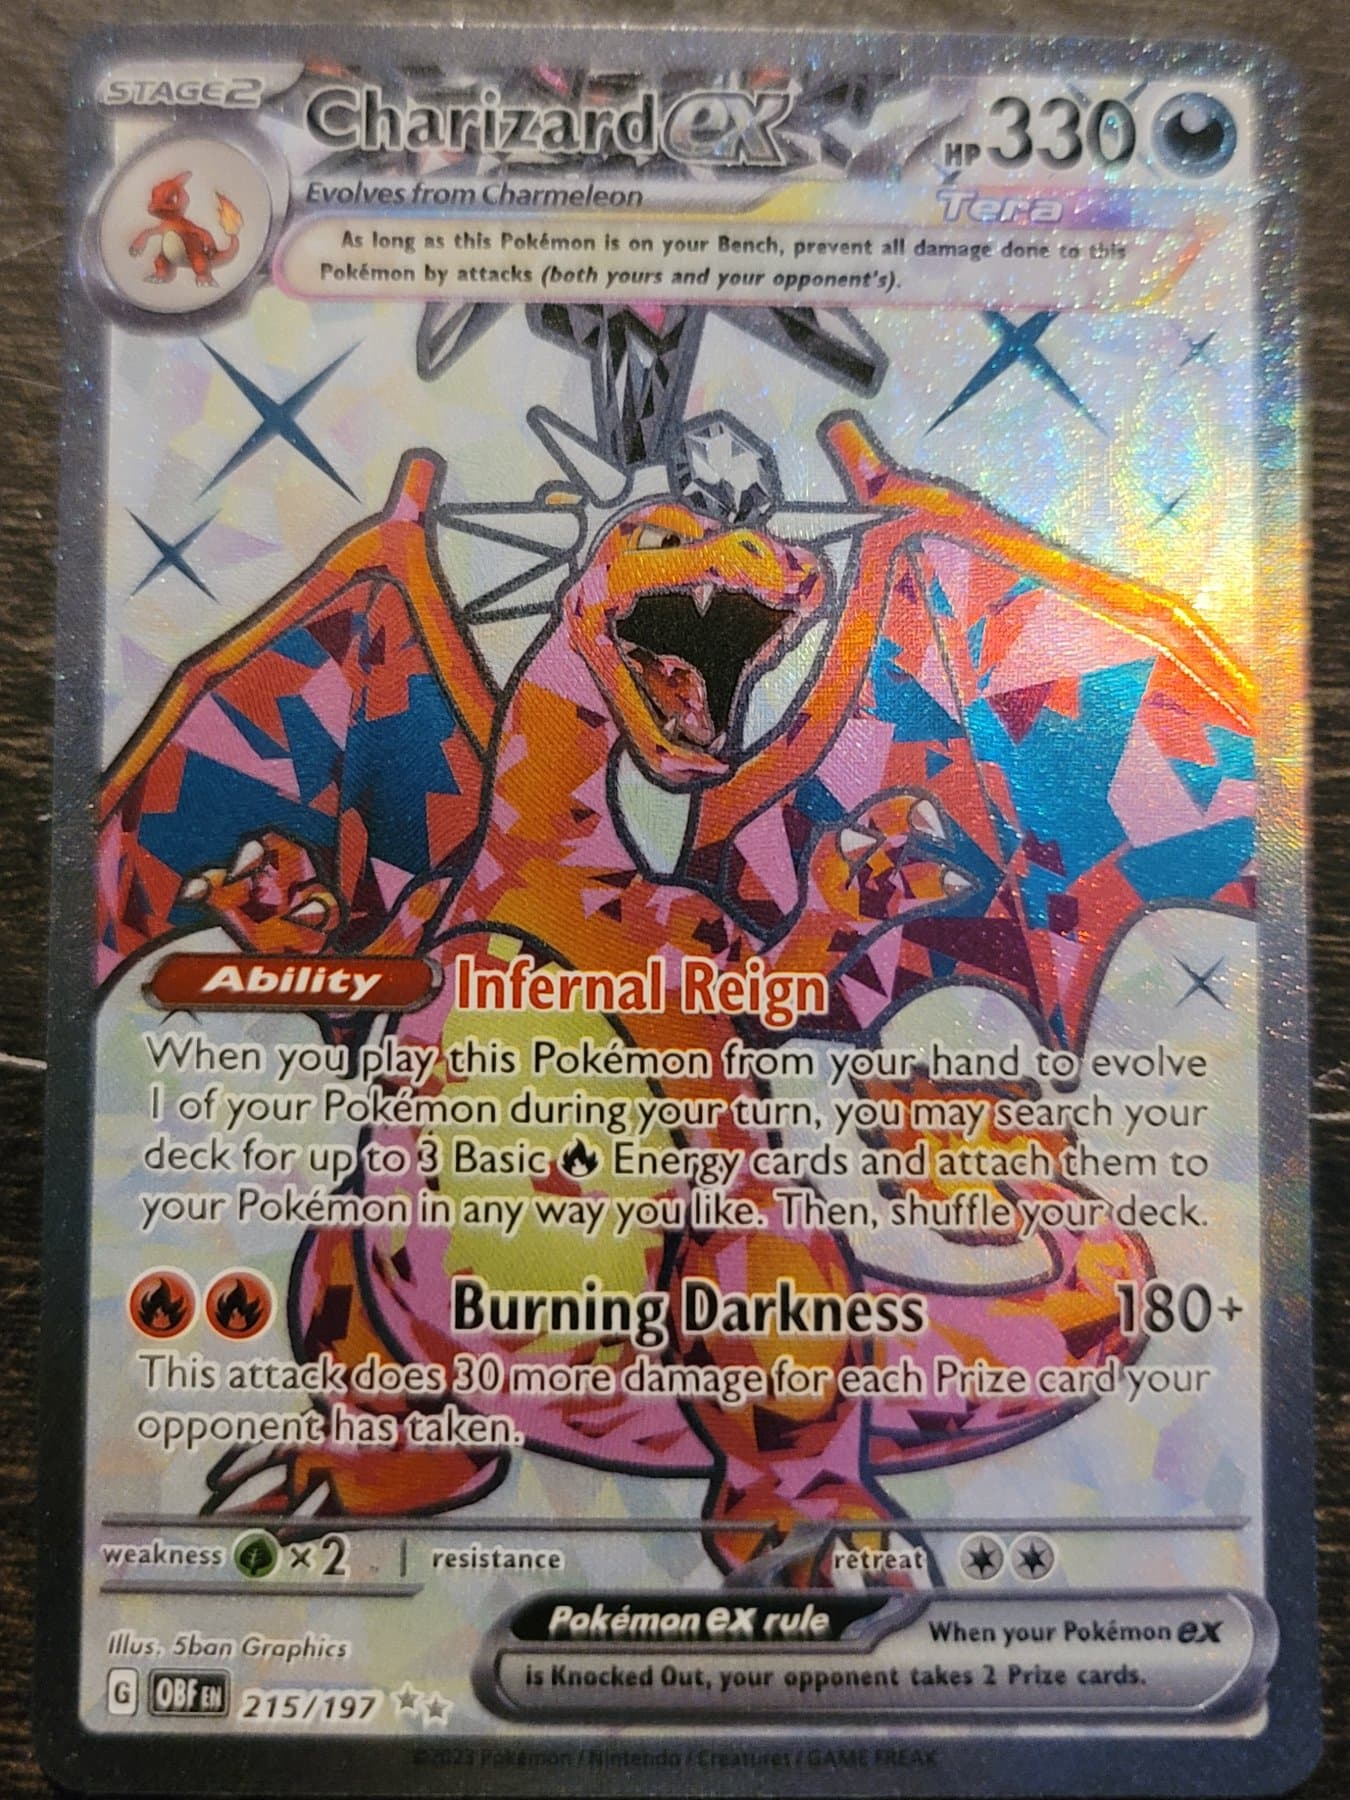 STAGE2 Charizard ex HP 330
Evolves from Charmeleon
Tera
As long as this Pokémon is on your Bench, prevent all damage done to this
Pokémon by attacks (both yours and your opponent's).
Ability Infernal Reign
When you play this Pokémon from your hand to evolve
1 of your Pokémon during your turn, you may search your
deck for up to 3 Basic Energy cards and attach them to
your Pokémon in any way you like. Then, shuffle your deck.
Burning Darkness 180+
This attack does 30 more damage for each Prize card your
opponent has taken.
weakness ×2 resistance retreat
Pokémon ex rule When your Pokémon ex
is Knocked Out, your opponent takes 2 Prize cards.
Illus. 5ban Graphics
G OBF EN 215/197
©2023 Pokémon / Nintendo / Creatures / GAME FREAK